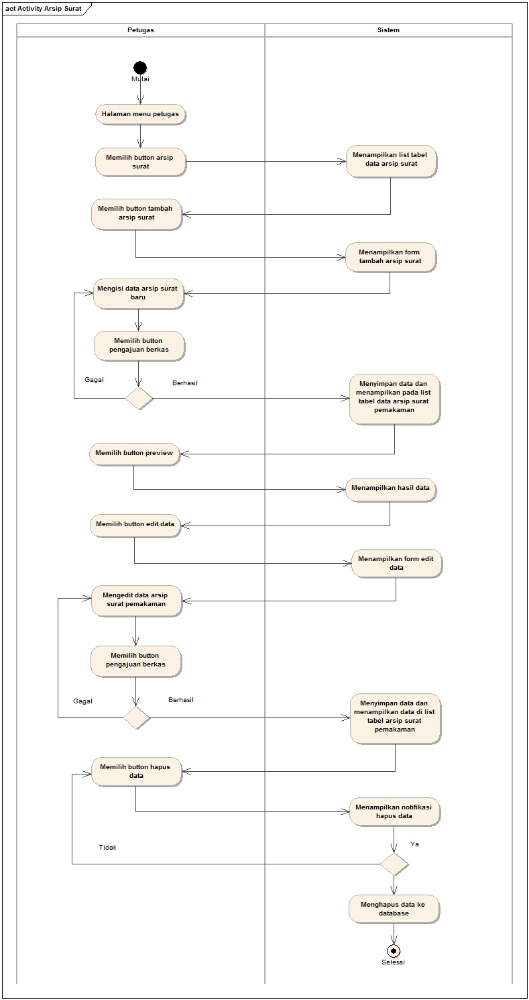 act Activity Arsip Surat
Petugas
Sistem
Mulai
Halaman menu petugas
Memilih button arsip
surat
Menampilkan list tabel
data arsip surat
Memilih button tambah
arsip surat
Menampilkan form
tambah arsip surat
Mengisi data arsip surat
baru
Memilih button
pengajuan berkas
Gagal
Berhasil
Menyimpan data dan
menampilkan pada list
tabel data arsip surat
pemakaman
Memilih button preview
Menampilkan hasil data
Memilih button edit data
Menampilkan form edit
data
Mengedit data arsip
surat pemakaman
Memilih button
pengajuan berkas
Gagal
Berhasil
Menyimpan data dan
menampilkan data di list
tabel arsip surat
pemakaman
Memilih button hapus
data
Menampilkan notifikasi
hapus data
Tidak
Ya
Menghapus data ke
database
Selesai